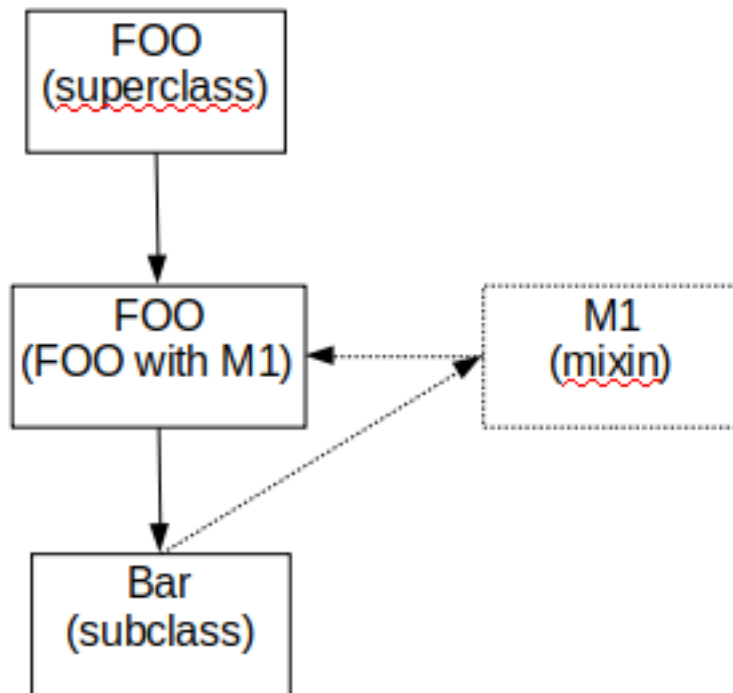 FOO
(superclass)
FOO
(FOO with M1)
M1
(mixin)
Bar
(subclass)